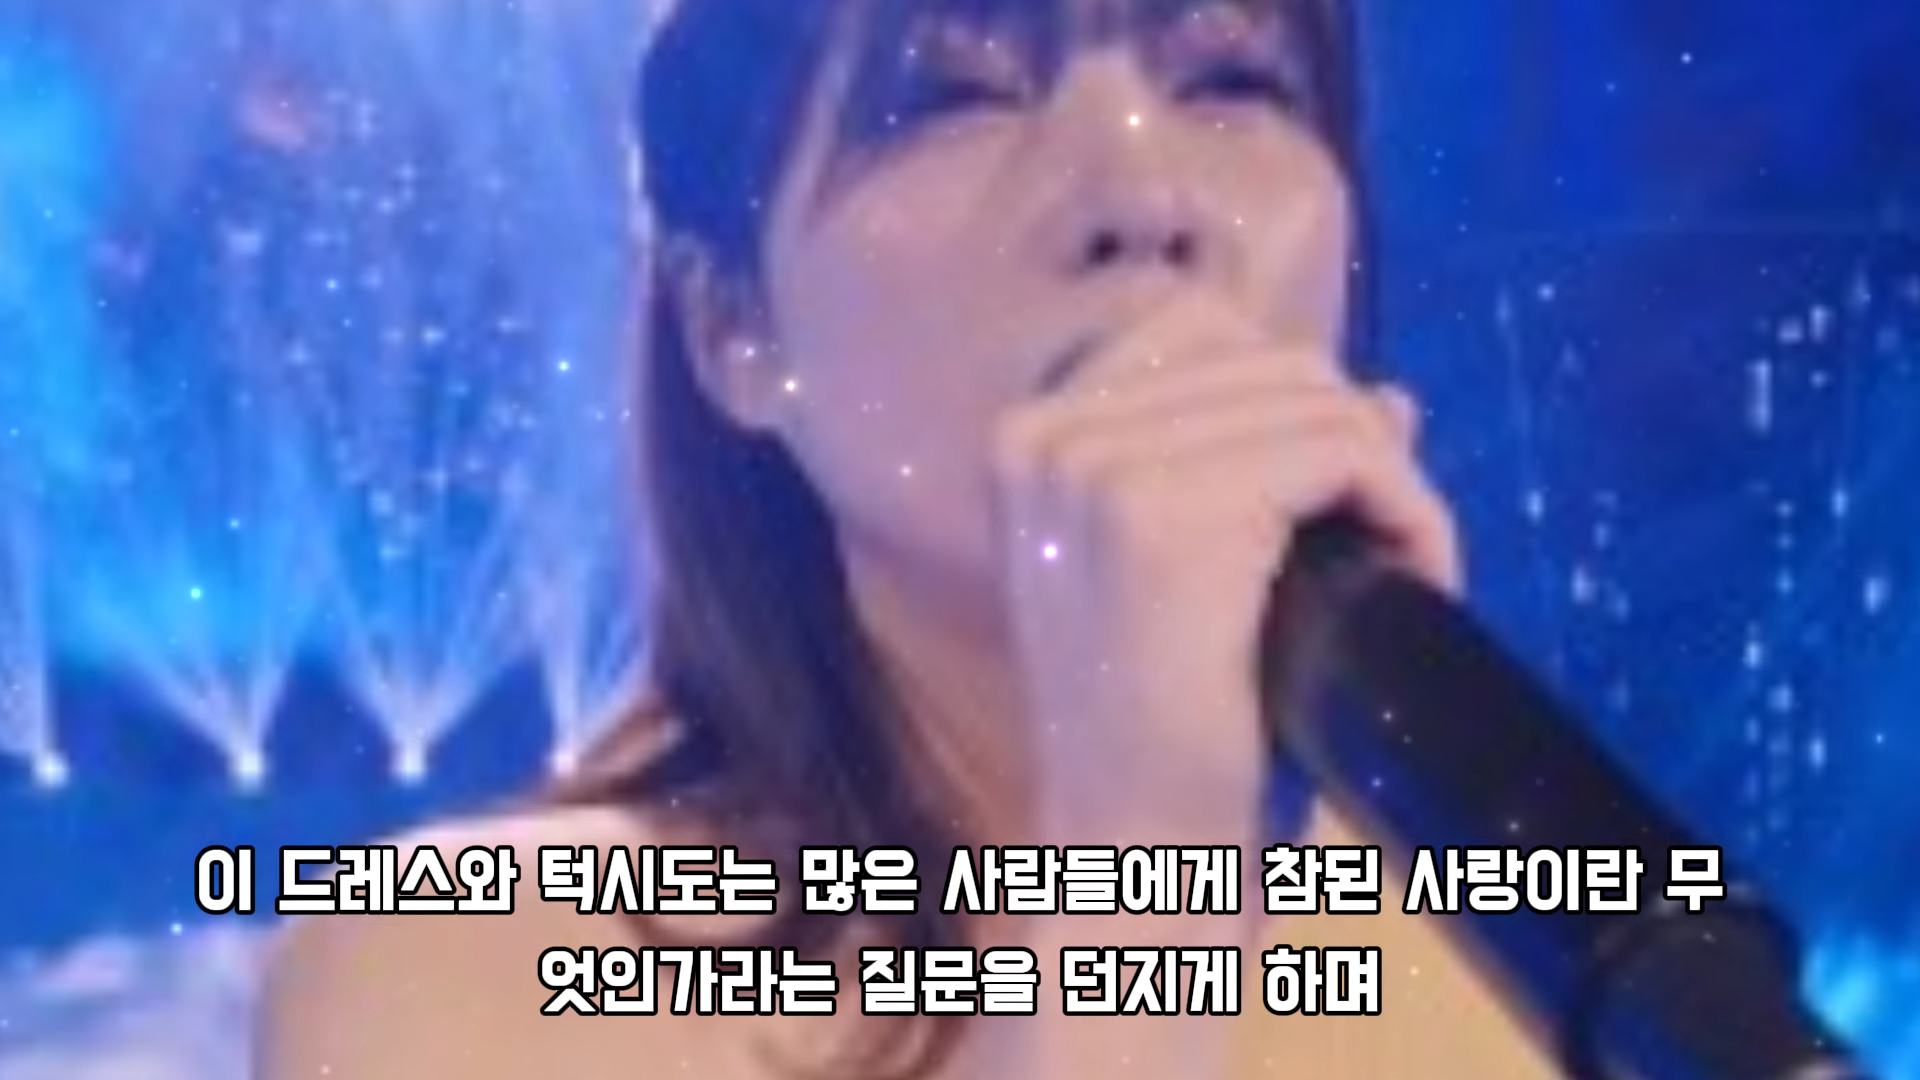 이 드레스와 턱시도는 많은 사람들에게 참된 사랑이란 무
엇인가라는 질문을 던지게 하며